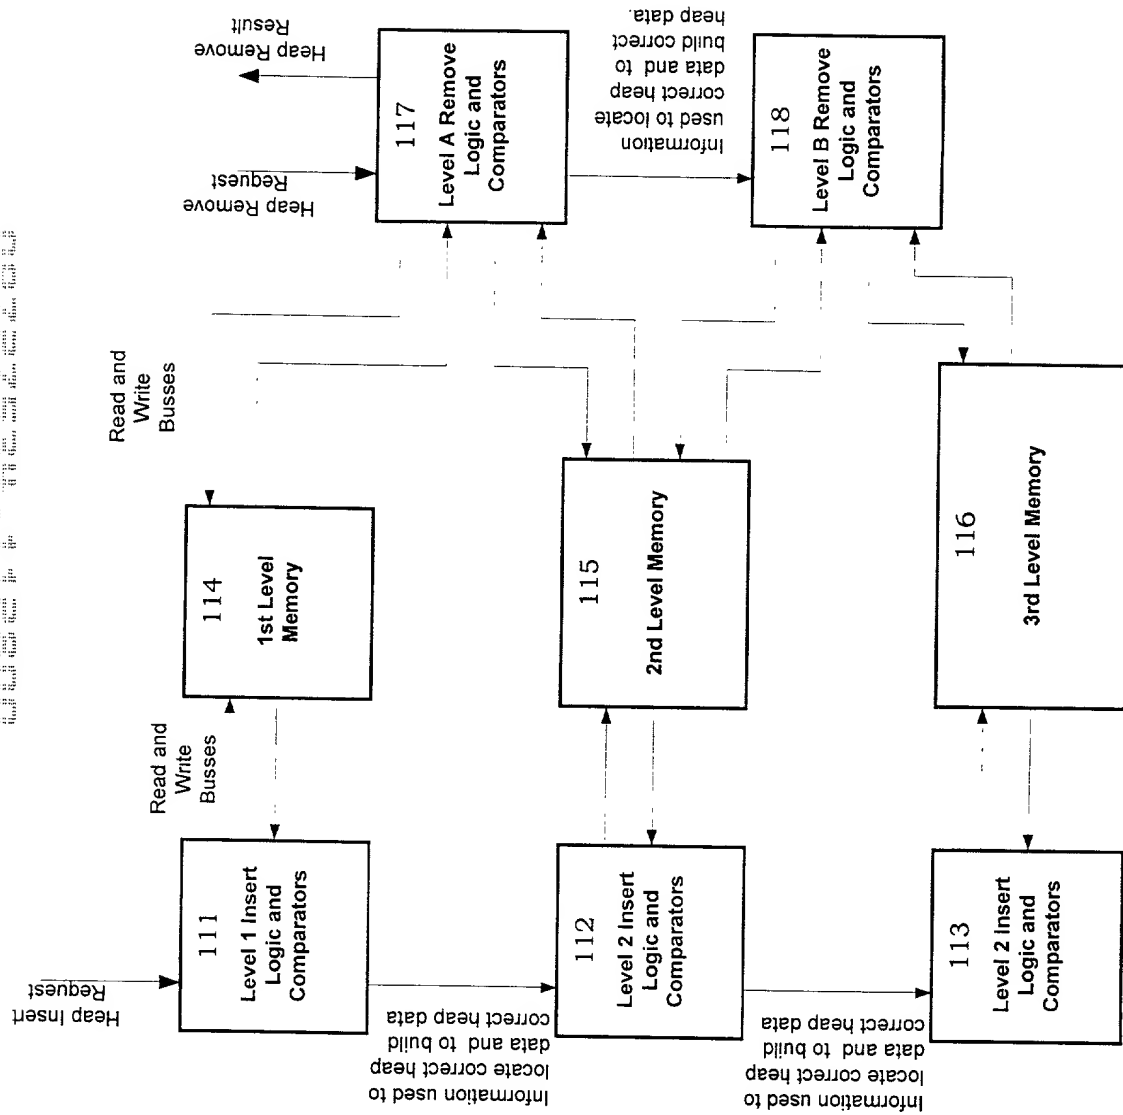 Heap Insert
Request
111
Level 1 Insert
Logic and
Comparators
Information used to
locate correct heap
data and to build
correct heap data
112
Level 2 Insert
Logic and
Comparators
Information used to
locate correct heap
data and to build
correct heap data
113
Level 2 Insert
Logic and
Comparators
Read and
Write
Busses
114
1st Level
Memory
115
2nd Level Memory
116
3rd Level Memory
Read and
Write
Busses
Heap Remove
Request
Heap Remove
Result
117
Level A Remove
Logic and
Comparators
Information
used to locate
correct heap
data and to
build correct
heap data.
118
Level B Remove
Logic and
Comparators